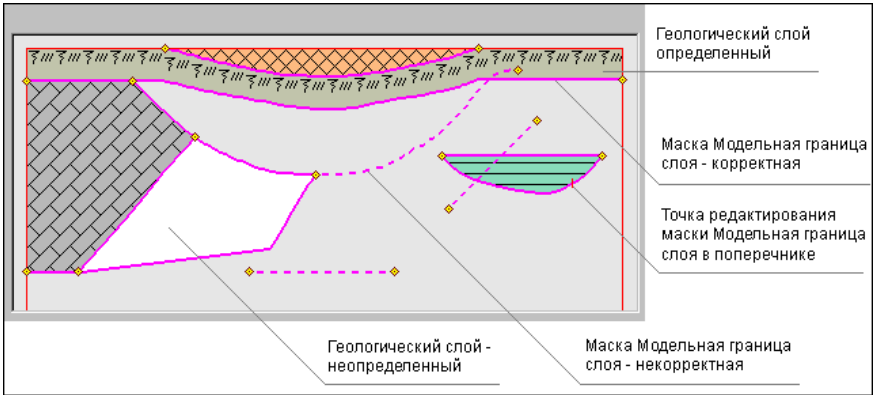 Геологический слой
определенный
Маска Модельная граница
слоя - корректная
Точка редактирования
маски Модельная граница
слоя в поперечнике
Геологический слой -
неопределенный
Маска Модельная граница
слоя - некорректная